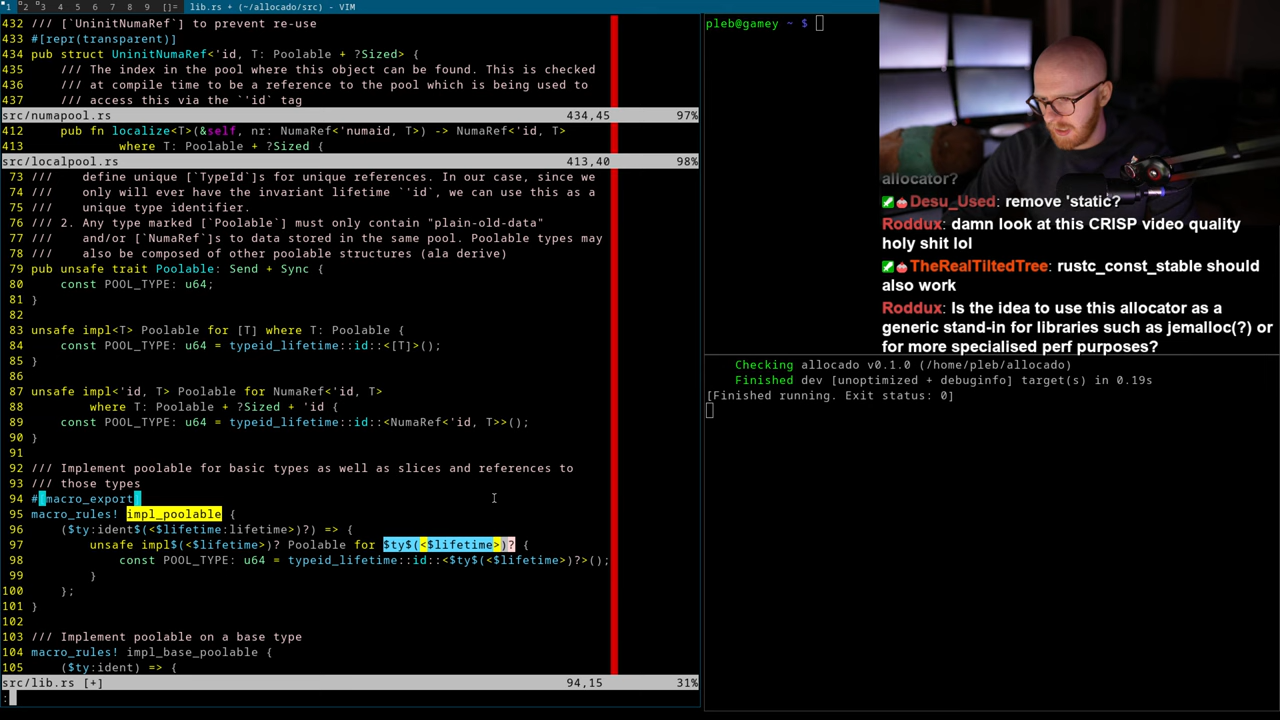 1 2 3 4 5 6 7 8 9 []= lib.rs + (~/allocado/src) - VIM
432 /// [`UninitNumaRef`] to prevent re-use
433 #[repr(transparent)]
434 pub struct UninitNumaRef<'id, T: Poolable + ?Sized> {
435     /// The index in the pool where this object can be found. This is checked
436     /// at compile time to be a reference to the pool which is being used to
437     /// access this via the `'id` tag
src/numapool.rs 434,45 97%
412     pub fn localize<T>(&self, nr: NumaRef<'numaid, T>) -> NumaRef<'id, T>
413         where T: Poolable + ?Sized {
src/localpool.rs 413,40 98%
73 ///    define unique [`TypeId`]s for unique references. In our case, since we
74 ///    only will ever have the invariant lifetime ``'id`, we can use this as a
75 ///    unique type identifier.
76 /// 2. Any type marked [`Poolable`] must only contain "plain-old-data"
77 ///    and/or [`NumaRef`]s to data stored in the same pool. Poolable types may
78 ///    also be composed of other poolable structures (ala derive)
79 pub unsafe trait Poolable: Send + Sync {
80     const POOL_TYPE: u64;
81 }
82
83 unsafe impl<T> Poolable for [T] where T: Poolable {
84     const POOL_TYPE: u64 = typeid_lifetime::id::<[T]>();
85 }
86
87 unsafe impl<'id, T> Poolable for NumaRef<'id, T>
88         where T: Poolable + ?Sized + 'id {
89     const POOL_TYPE: u64 = typeid_lifetime::id::<NumaRef<'id, T>>();
90 }
91
92 /// Implement poolable for basic types as well as slices and references to
93 /// those types
94 #[macro_export]
95 macro_rules! impl_poolable {
96     ($ty:ident$(<$lifetime:lifetime>)?) => {
97         unsafe impl$(<$lifetime>)? Poolable for $ty$(<$lifetime>)? {
98             const POOL_TYPE: u64 = typeid_lifetime::id::<$ty$(<$lifetime>)?>();
99         }
100     };
101 }
102
103 /// Implement poolable on a base type
104 macro_rules! impl_base_poolable {
105     ($ty:ident) => {
src/lib.rs [+] 94,15 31%
:
pleb@gamey ~ $
Checking allocado v0.1.0 (/home/pleb/allocado)
Finished dev [unoptimized + debuginfo] target(s) in 0.19s
[Finished running. Exit status: 0]
allocator?
Desu_Used: remove 'static?
Roddux: damn look at this CRISP video quality
holy shit lol
TheRealTiltedTree: rustc_const_stable should
also work
Roddux: Is the idea to use this allocator as a
generic stand-in for libraries such as jemalloc(?) or
for more specialised perf purposes?